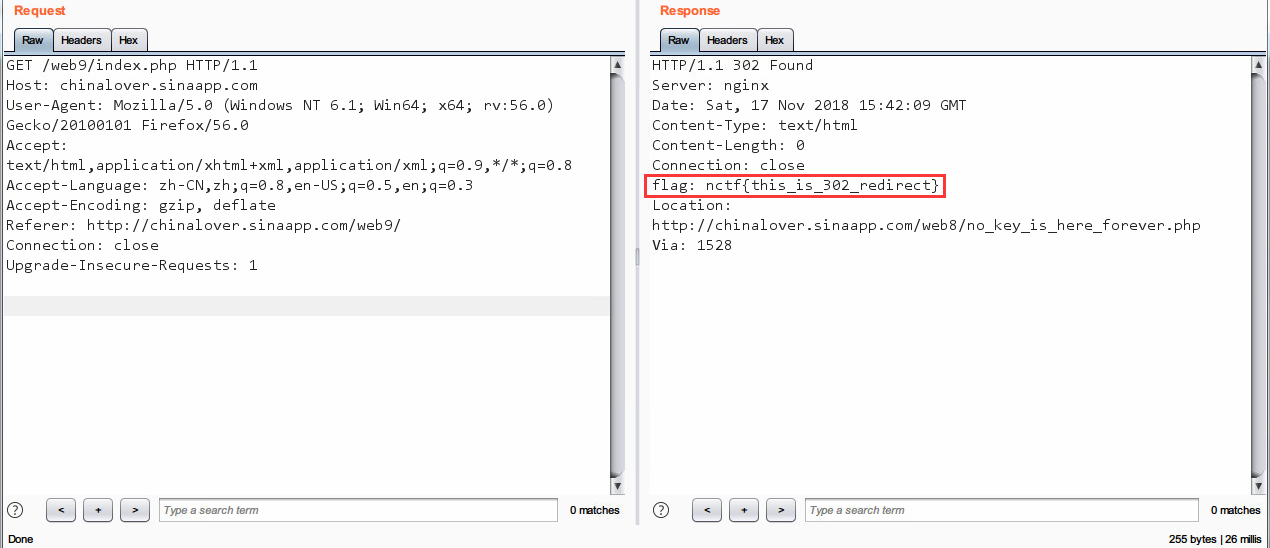 Request
Raw Headers Hex
GET /web9/index.php HTTP/1.1
Host: chinalover.sinaapp.com
User-Agent: Mozilla/5.0 (Windows NT 6.1; Win64; x64; rv:56.0)
Gecko/20100101 Firefox/56.0
Accept:
text/html,application/xhtml+xml,application/xml;q=0.9,*/*;q=0.8
Accept-Language: zh-CN,zh;q=0.8,en-US;q=0.5,en;q=0.3
Accept-Encoding: gzip, deflate
Referer: http://chinalover.sinaapp.com/web9/
Connection: close
Upgrade-Insecure-Requests: 1
? < + > Type a search term 0 matches
Response
Raw Headers Hex
HTTP/1.1 302 Found
Server: nginx
Date: Sat, 17 Nov 2018 15:42:09 GMT
Content-Type: text/html
Content-Length: 0
Connection: close
flag: nctf{this_is_302_redirect}
Location:
http://chinalover.sinaapp.com/web8/no_key_is_here_forever.php
Via: 1528
? < + > Type a search term 0 matches
Done
255 bytes | 26 millis